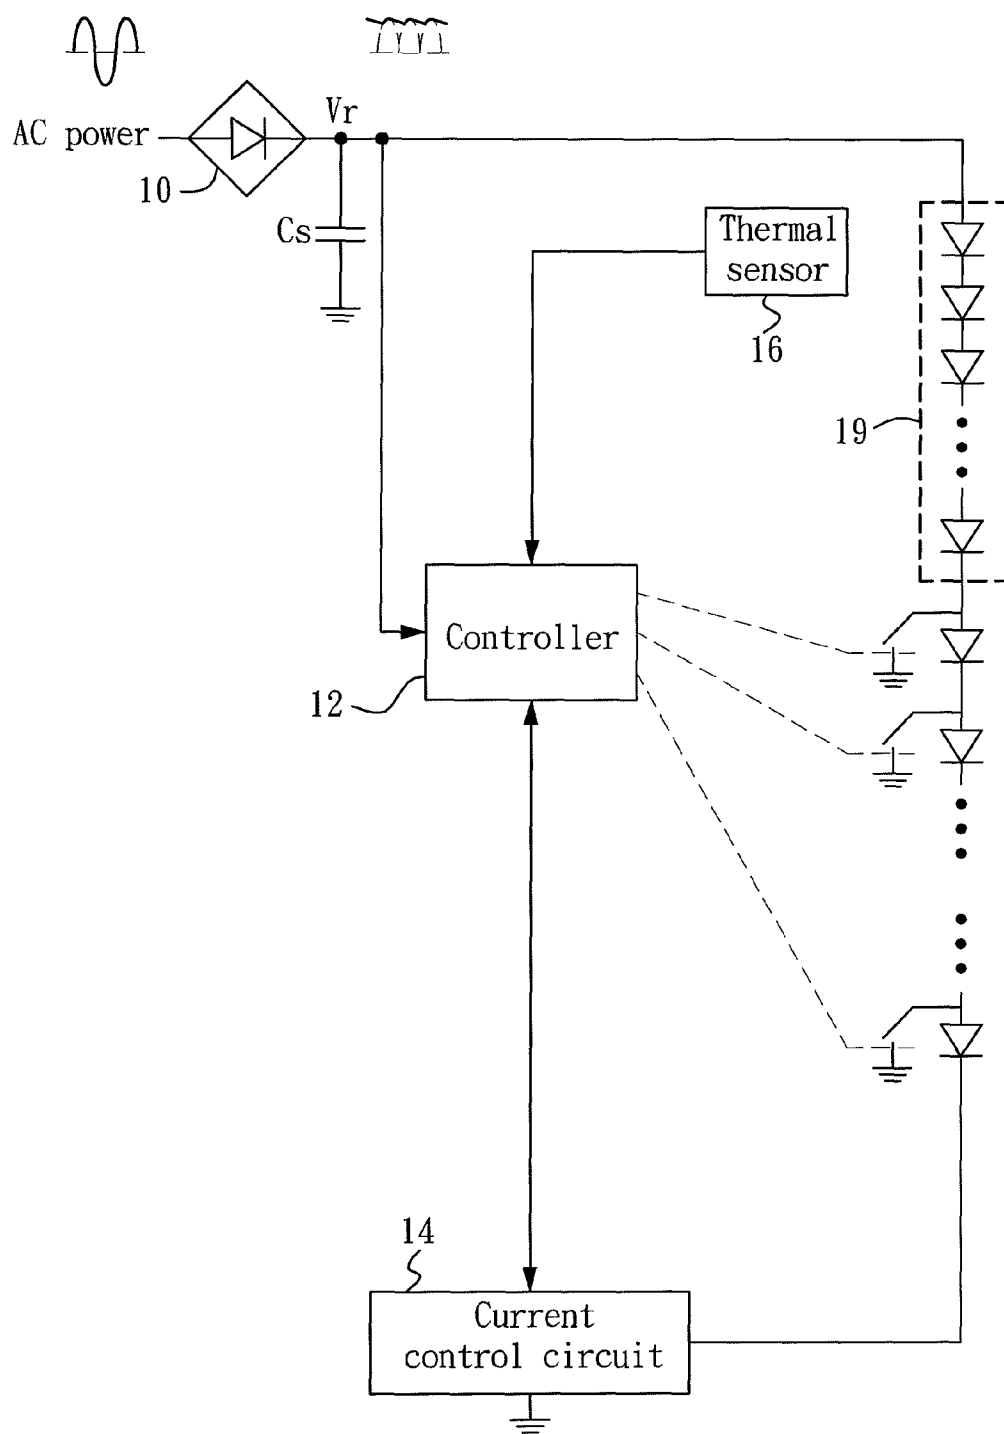 Vr
AC power
10
Cs
Thermal
sensor
16
19
Controller
12
14
Current
control circuit